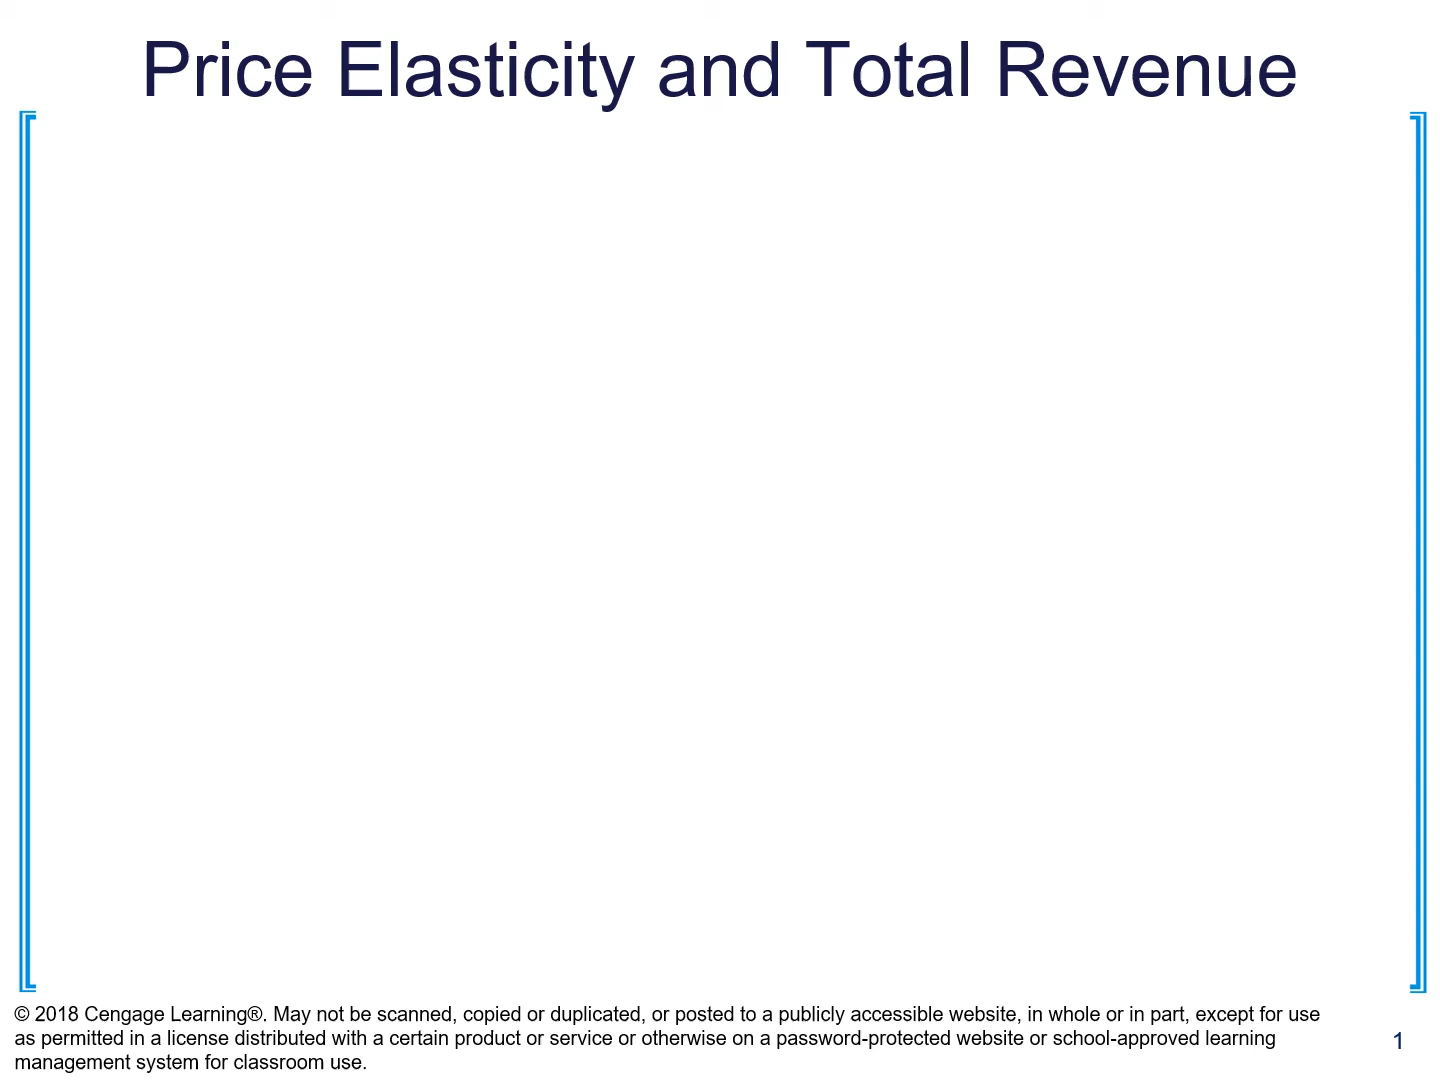 Price Elasticity and Total Revenue
© 2018 Cengage Learning®. May not be scanned, copied or duplicated, or posted to a publicly accessible website, in whole or in part, except for use
as permitted in a license distributed with a certain product or service or otherwise on a password-protected website or school-approved learning
management system for classroom use.
1